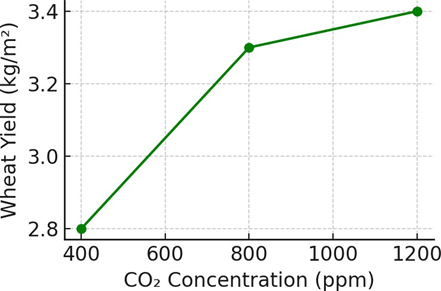 Wheat Yield (kg/m²)
3.4
3.2
3.0
2.8
400 600 800 1000 1200
CO₂ Concentration (ppm)